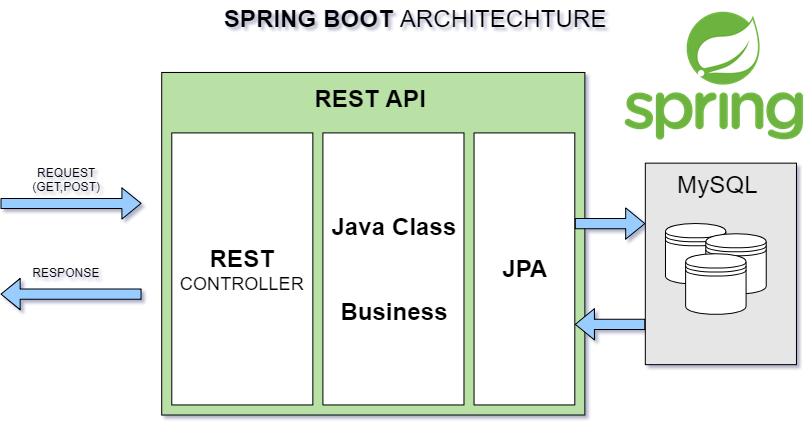 SPRING BOOT ARCHITECHTURE
spring
REST API
REQUEST
(GET,POST)
RESPONSE
REST
CONTROLLER
Java Class
Business
JPA
MySQL